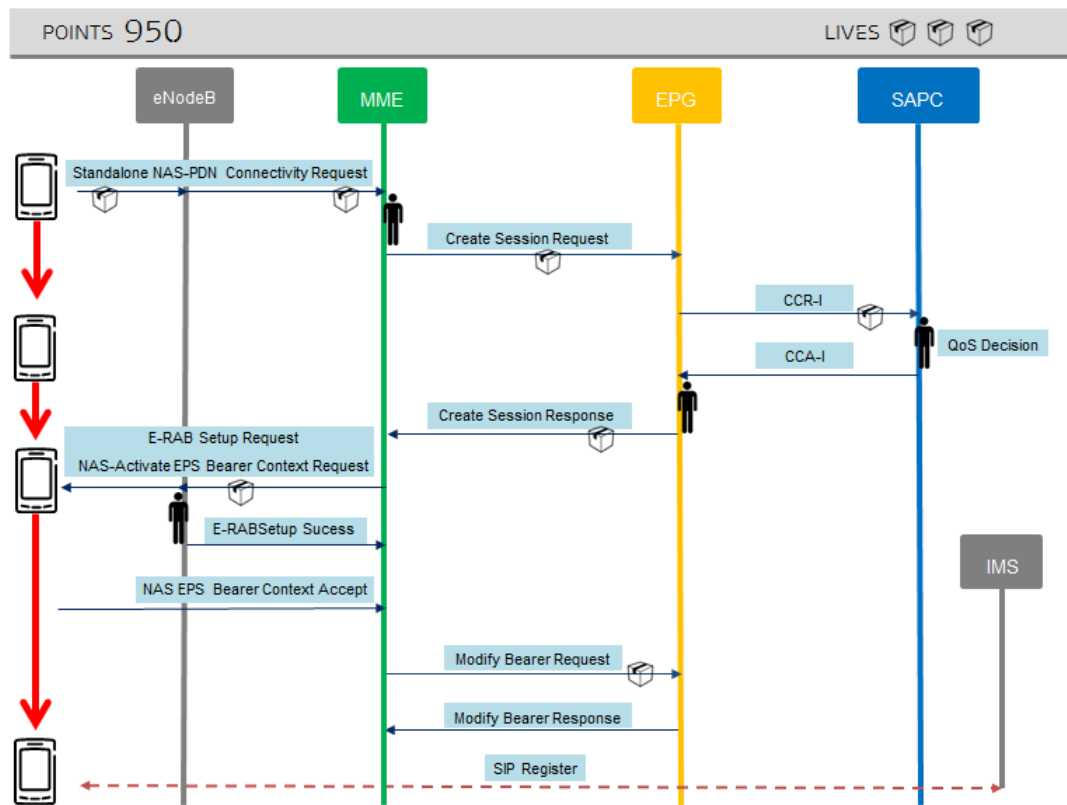 POINTS 950
LIVES
eNodeB
MME
EPG
SAPC
Standalone NAS-PDN Connectivity Request
Create Session Request
CCR-I
QoS Decision
CCA-I
Create Session Response
E-RAB Setup Request
NAS-Activate EPS Bearer Context Request
E-RABSetup Sucess
IMS
NAS EPS Bearer Context Accept
Modify Bearer Request
Modify Bearer Response
SIP Register